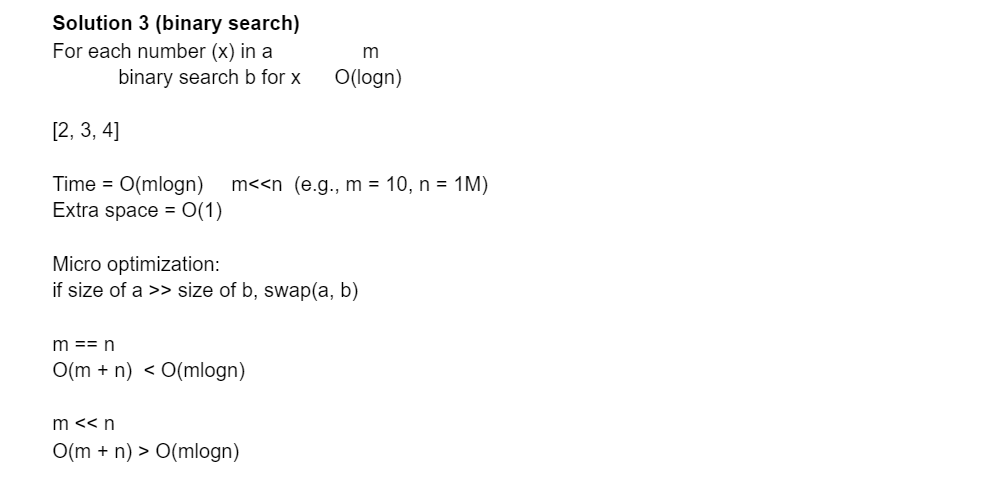 Solution 3 (binary search)
For each number (x) in a m
binary search b for x O(logn)
[2, 3, 4]
Time = O(mlogn) m<<n (e.g., m = 10, n = 1M)
Extra space = O(1)
Micro optimization:
if size of a >> size of b, swap(a, b)
m == n
O(m + n) < O(mlogn)
m << n
O(m + n) > O(mlogn)